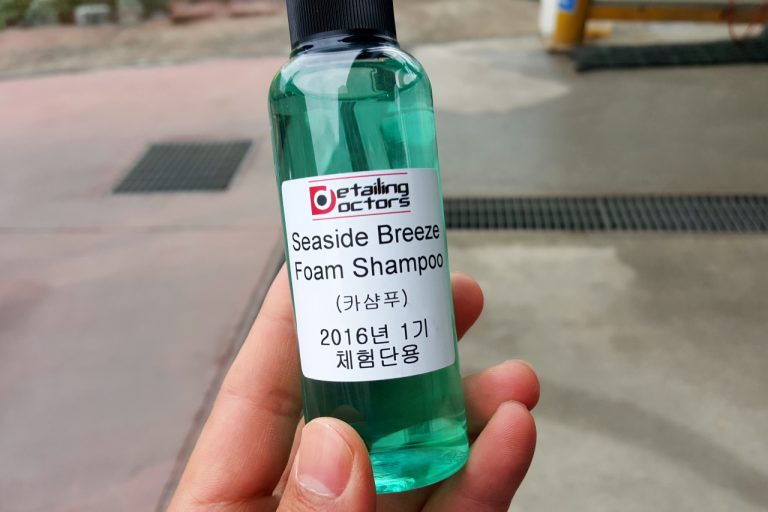 Detailing
Doctors
Seaside Breeze
Foam Shampoo
(카샴푸)
2016년 1기
체험단용